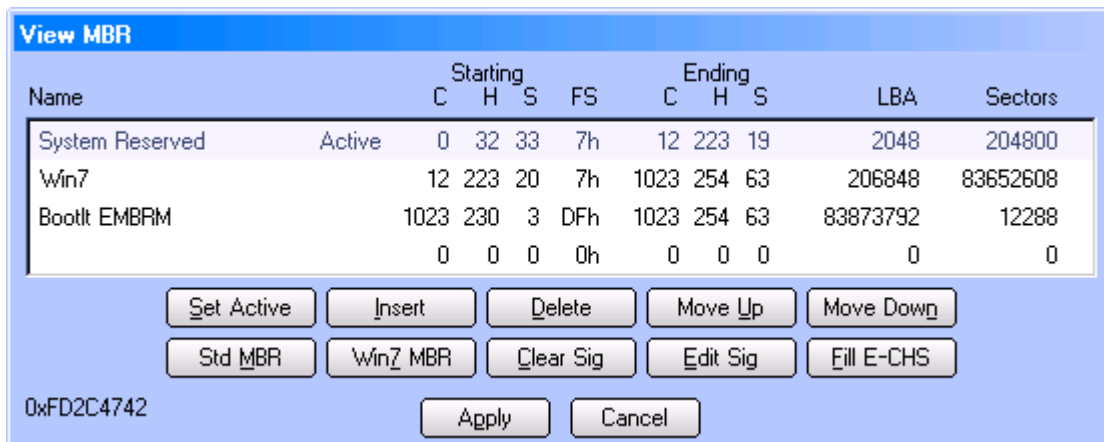 View MBR
Starting Ending
Name C H S FS C H S LBA Sectors
System Reserved Active 0 32 33 7h 12 223 19 2048 204800
Win7 12 223 20 7h 1023 254 63 206848 83652608
BootIt EMBRM 1023 230 3 DFh 1023 254 63 83873792 12288
0 0 0 0h 0 0 0 0 0
Set Active Insert Delete Move Up Move Down
Std MBR Win7 MBR Clear Sig Edit Sig Fill E-CHS
0xFD2C4742 Apply Cancel